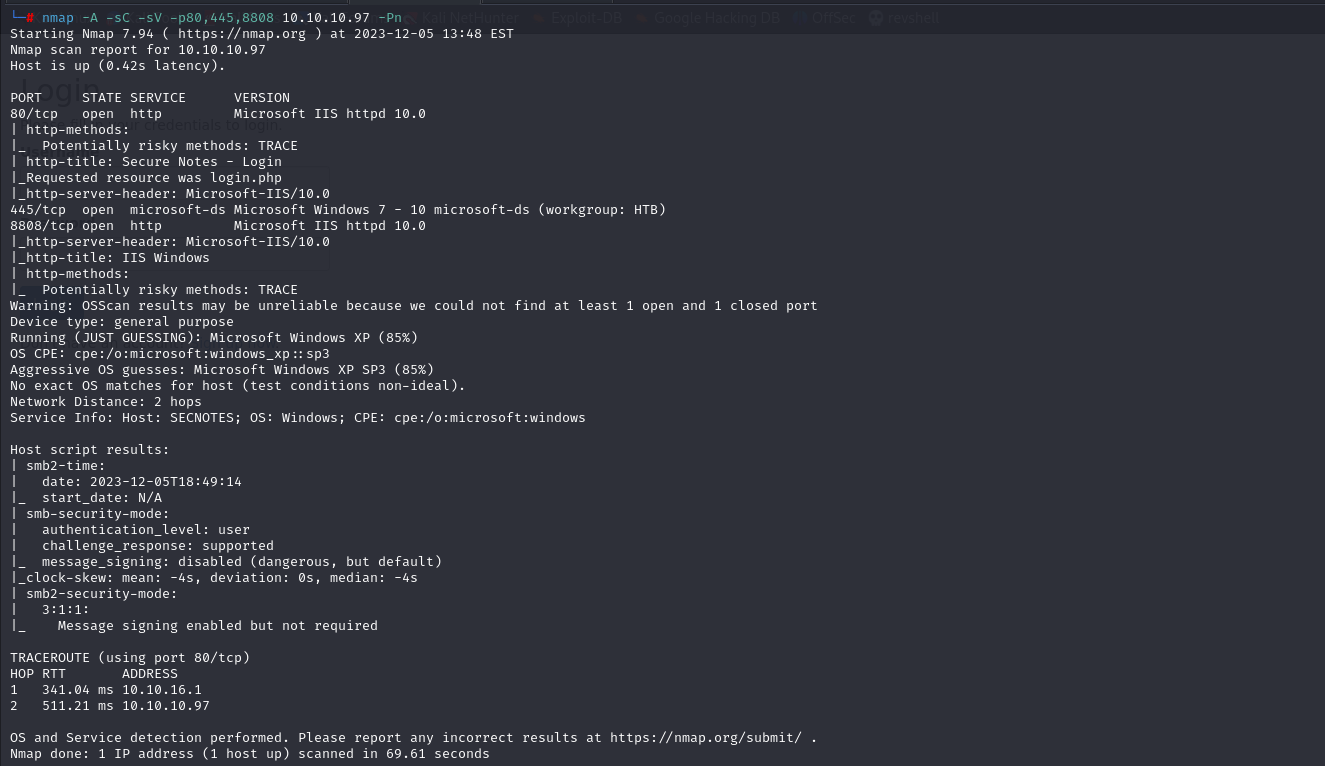 └─# nmap -A -sC -sV -p80,445,8808 10.10.10.97 -Pn
Kali NetHunter Exploit-DB Google Hacking DB OffSec revshell
Starting Nmap 7.94 ( https://nmap.org ) at 2023-12-05 13:48 EST
Nmap scan report for 10.10.10.97
Host is up (0.42s latency).
Login
PORT STATE SERVICE VERSION
80/tcp open http Microsoft IIS httpd 10.0
| http-methods:
credentials to login.
|_ Potentially risky methods: TRACE
| http-title: Secure Notes - Login
|_Requested resource was login.php
|_http-server-header: Microsoft-IIS/10.0
445/tcp open microsoft-ds Microsoft Windows 7 - 10 microsoft-ds (workgroup: HTB)
8808/tcp open http Microsoft IIS httpd 10.0
|_http-server-header: Microsoft-IIS/10.0
|_http-title: IIS Windows
| http-methods:
|_ Potentially risky methods: TRACE
Warning: OSScan results may be unreliable because we could not find at least 1 open and 1 closed port
Device type: general purpose
Running (JUST GUESSING): Microsoft Windows XP (85%)
OS CPE: cpe:/o:microsoft:windows_xp::sp3
Aggressive OS guesses: Microsoft Windows XP SP3 (85%)
No exact OS matches for host (test conditions non-ideal).
Network Distance: 2 hops
Service Info: Host: SECNOTES; OS: Windows; CPE: cpe:/o:microsoft:windows
Host script results:
| smb2-time:
| date: 2023-12-05T18:49:14
|_ start_date: N/A
| smb-security-mode:
| authentication_level: user
| challenge_response: supported
|_ message_signing: disabled (dangerous, but default)
|_clock-skew: mean: -4s, deviation: 0s, median: -4s
| smb2-security-mode:
| 3:1:1:
|_ Message signing enabled but not required
TRACEROUTE (using port 80/tcp)
HOP RTT ADDRESS
1 341.04 ms 10.10.16.1
2 511.21 ms 10.10.10.97
OS and Service detection performed. Please report any incorrect results at https://nmap.org/submit/ .
Nmap done: 1 IP address (1 host up) scanned in 69.61 seconds